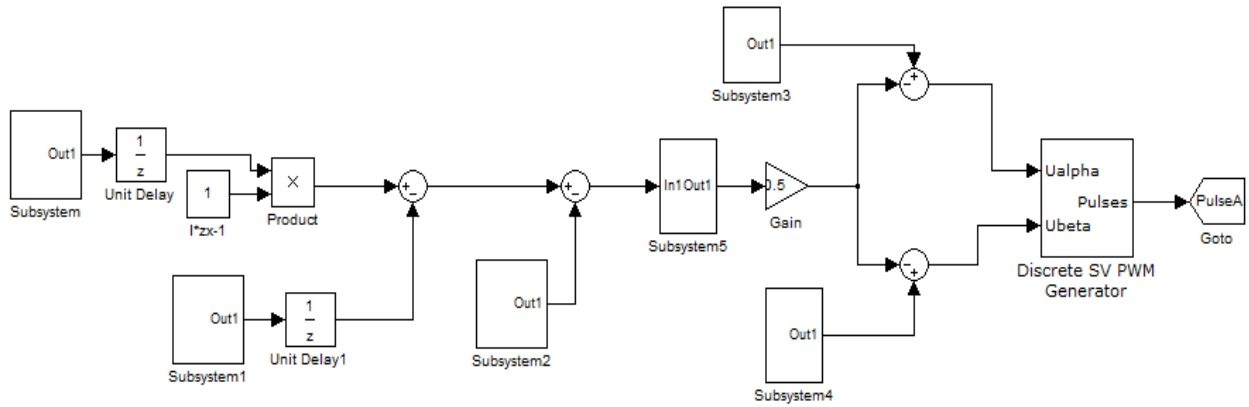 Out1
Subsystem3
Out1
Subsystem
1
z
Unit Delay
1
I*zx-1
×
Product
+
−
+
−
In1 Out1
Subsystem5
0.5
Gain
+
−
−
+
Ualpha
Pulses
Ubeta
Discrete SV PWM
Generator
PulseA
Goto
Out1
Subsystem1
1
z
Unit Delay1
Out1
Subsystem2
Out1
Subsystem4